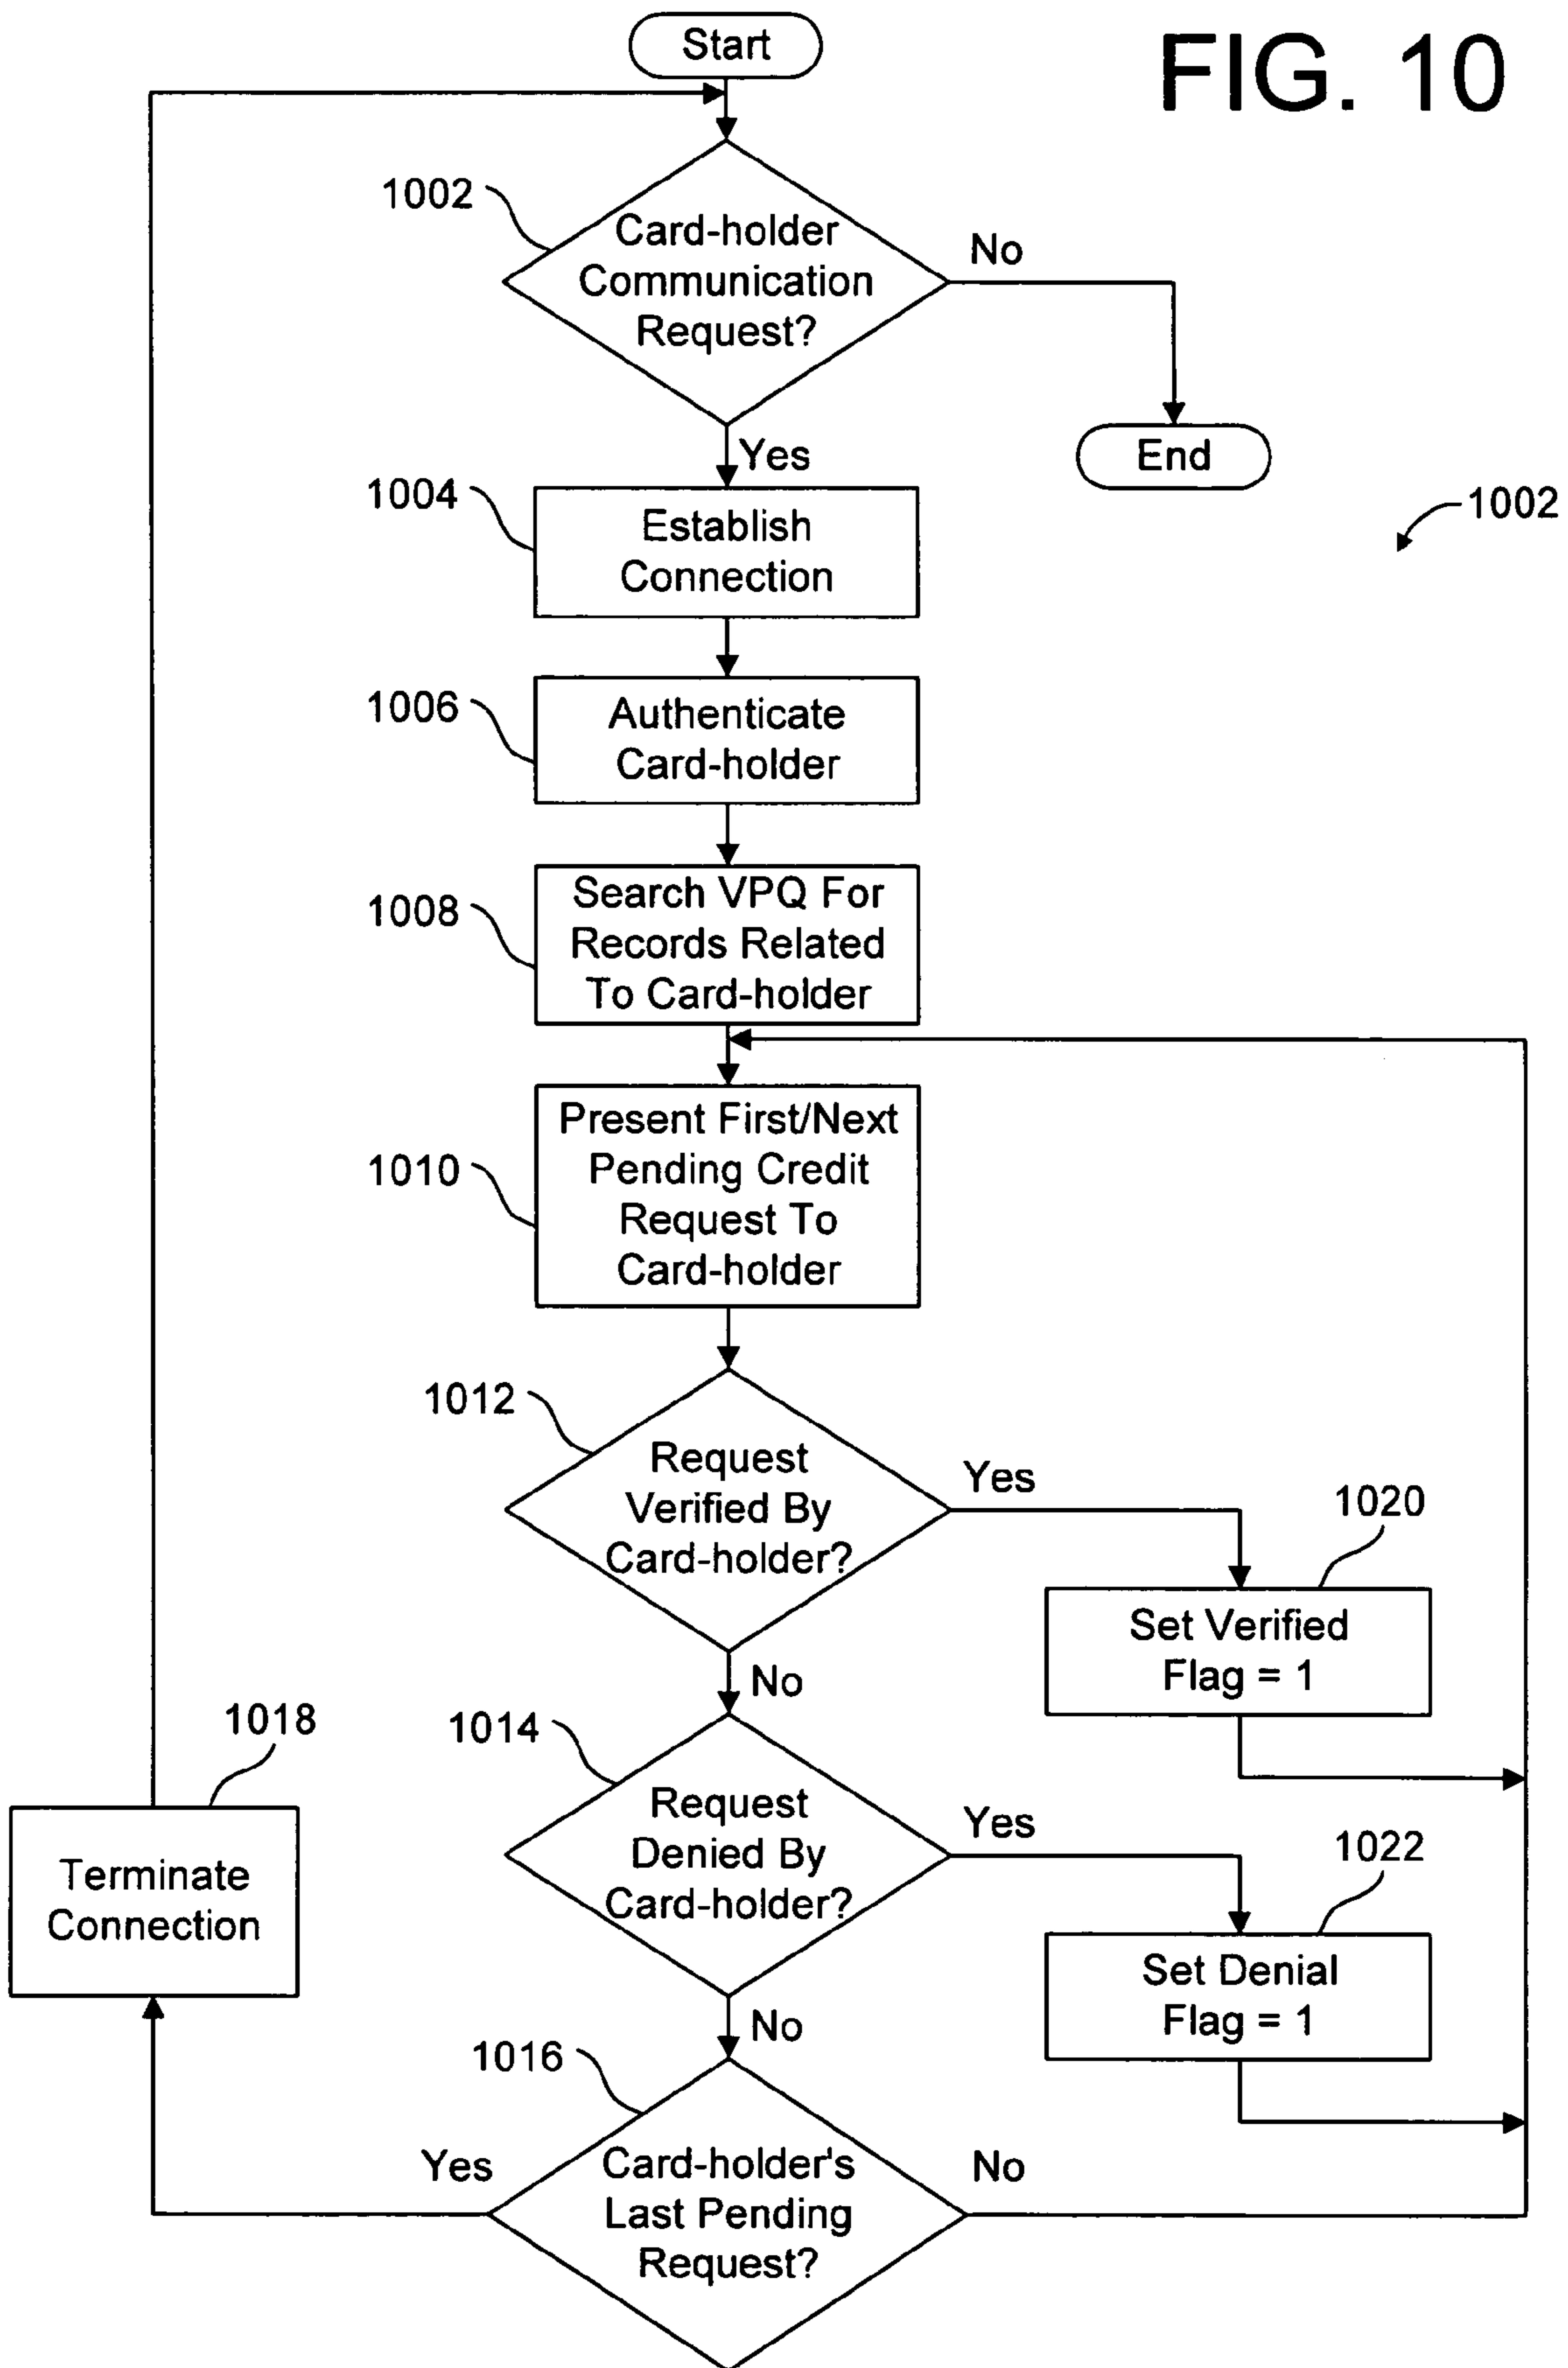 Start
FIG. 10
1002
Card-holder
Communication
Request?
No
Yes
End
1004
Establish
Connection
1002
1006
Authenticate
Card-holder
1008
Search VPQ For
Records Related
To Card-holder
1010
Present First/Next
Pending Credit
Request To
Card-holder
1012
Request
Verified By
Card-holder?
Yes
1020
Set Verified
Flag = 1
No
1014
Request
Denied By
Card-holder?
Yes
1022
Set Denial
Flag = 1
1018
Terminate
Connection
No
1016
Card-holder's
Last Pending
Request?
Yes
No